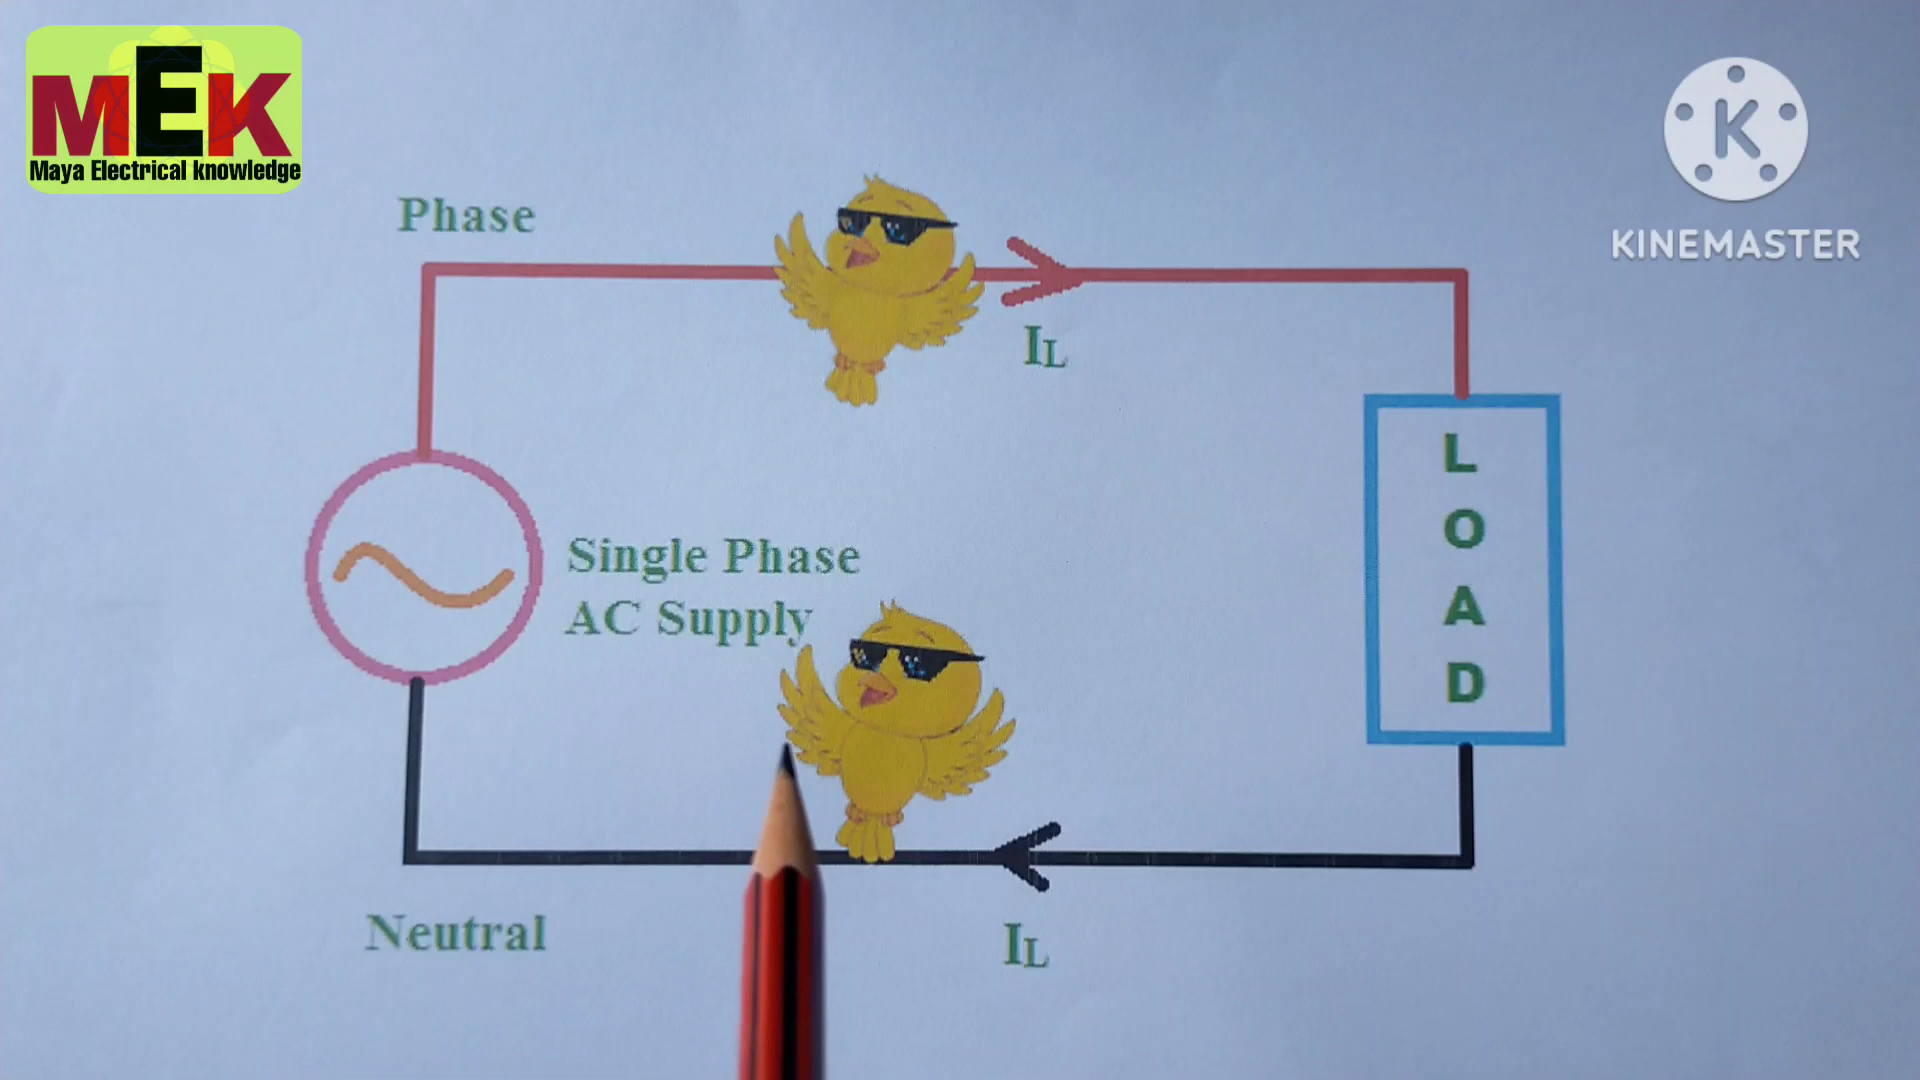 MEK
Maya Electrical knowledge
K
KINEMASTER
Phase
IL
L
O
A
D
Single Phase
AC Supply
Neutral
IL